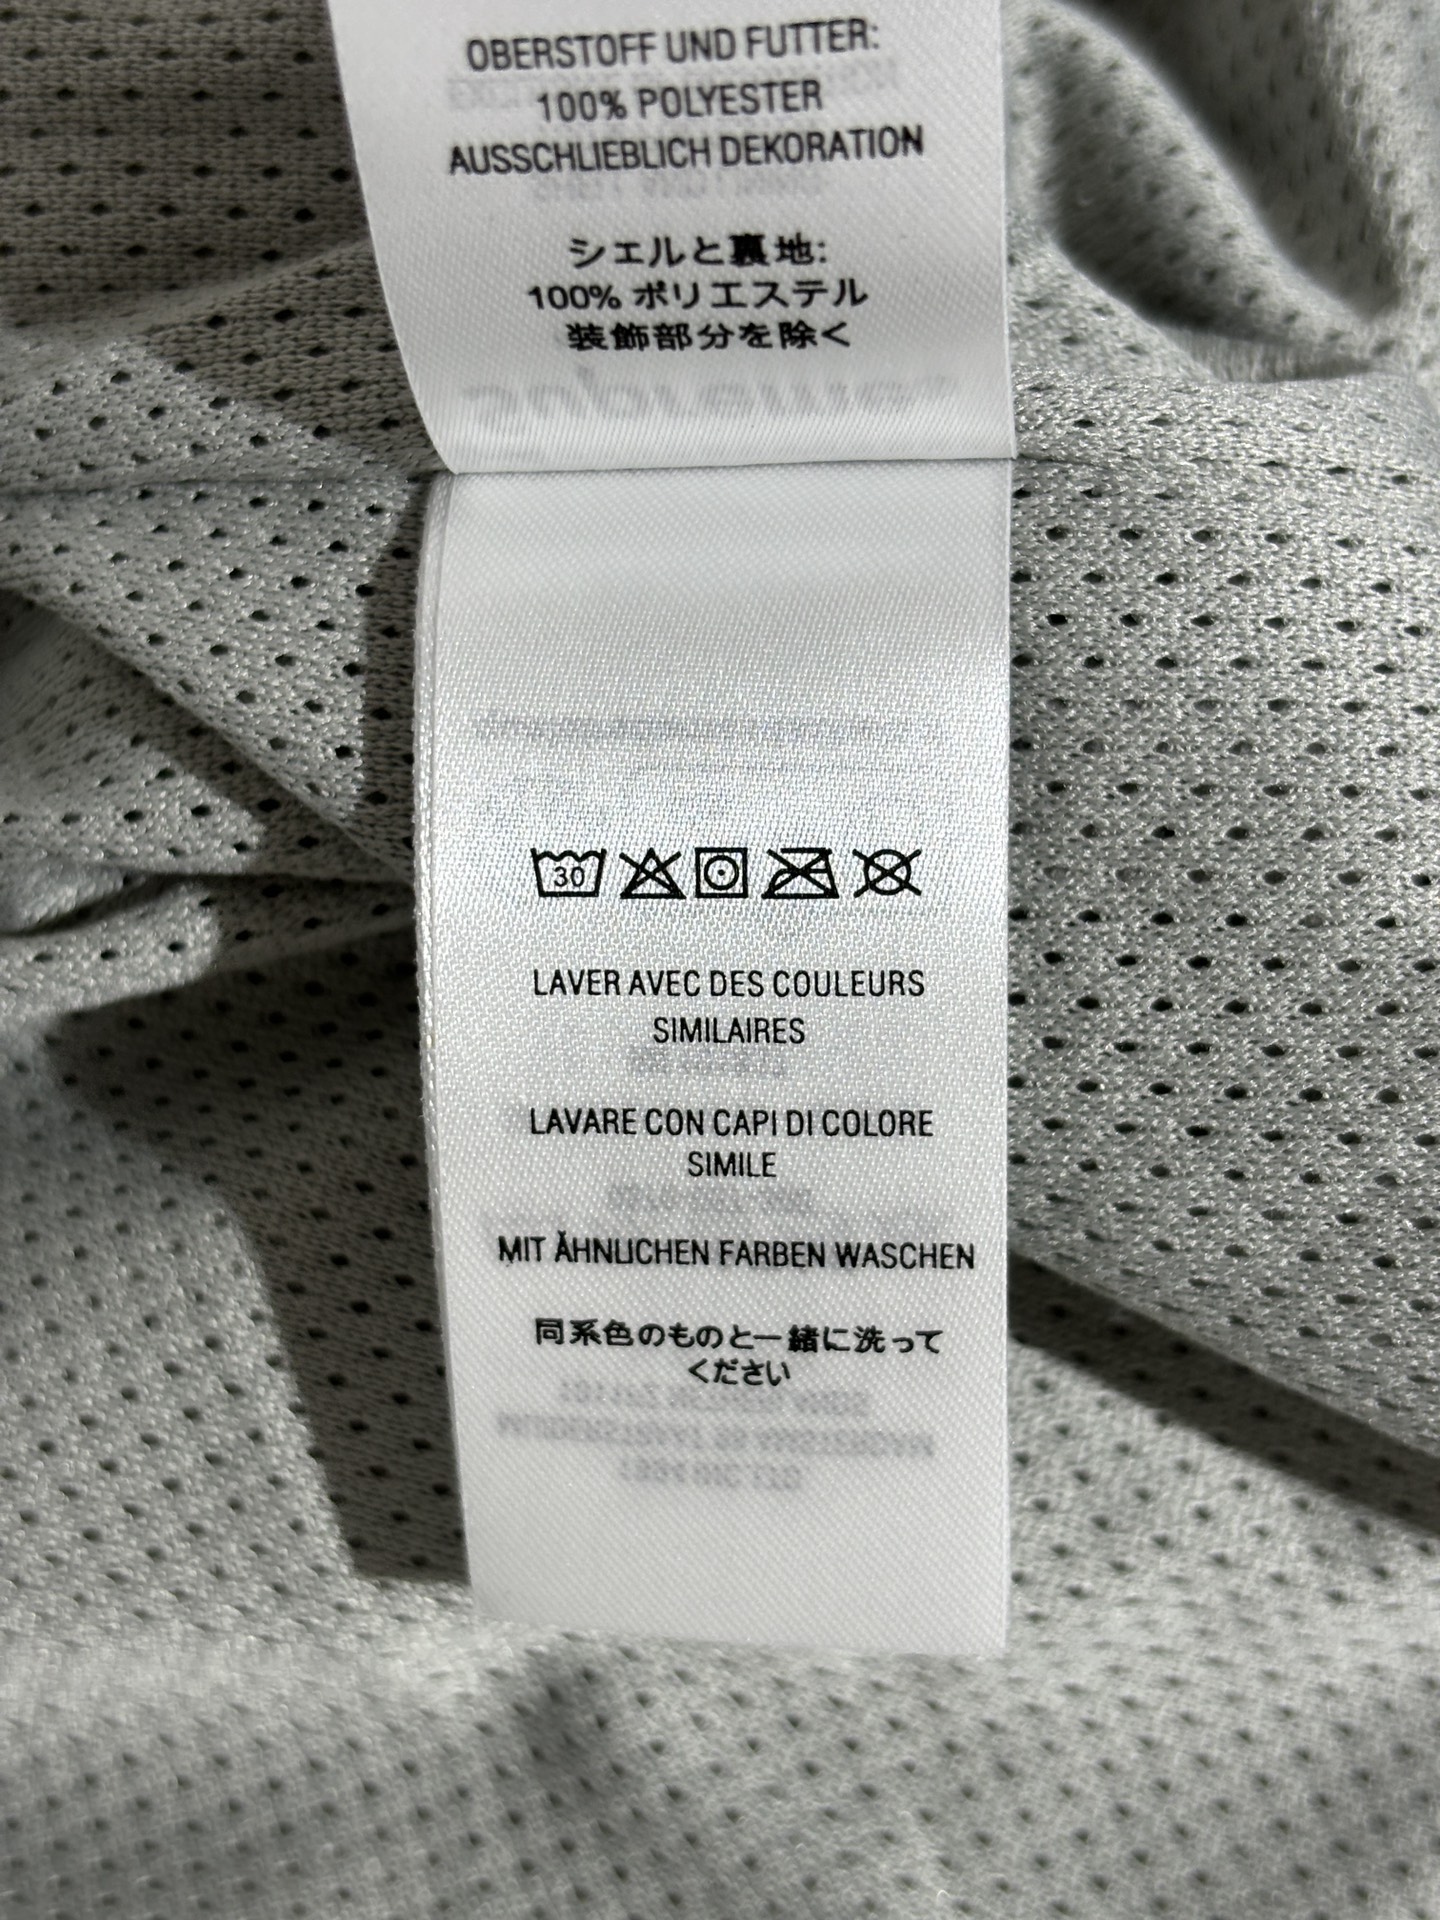 OBERSTOFF UND FUTTER:
100% POLYESTER
AUSSCHLIEBLICH DEKORATION
シェルと裏地:
100% ポリエステル
装飾部分を除く
supreme
30
LAVER AVEC DES COULEURS
SIMILAIRES
LAVARE CON CAPI DI COLORE
SIMILE
MIT ÄHNLICHEN FARBEN WASCHEN
同系色のものと一緒に洗って
ください